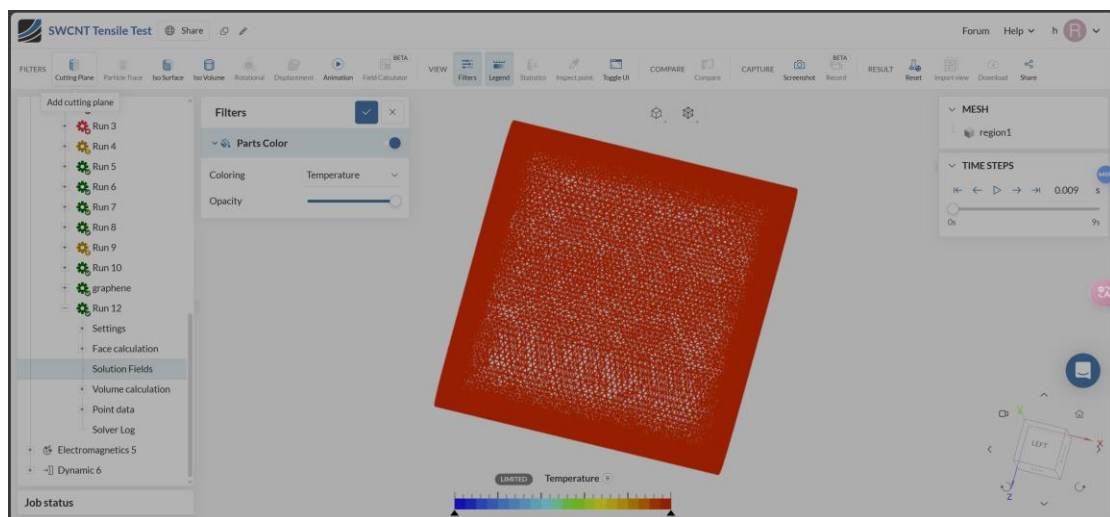 SWCNT Tensile Test Share Forum Help h R
FILTERS Cutting Plane Particle Trace Iso Surface Iso Volume Rotational Displacement Animation Field Calculator BETA VIEW Filters Legend Statistics Inspect point Toggle UI COMPARE Compare CAPTURE Screenshot Record BETA RESULT Reset Import view Download Share
Add cutting plane
Run 3
Run 4
Run 5
Run 6
Run 7
Run 8
Run 9
Run 10
graphene
Run 12
Settings
Face calculation
Solution Fields
Volume calculation
Point data
Solver Log
Electromagnetics 5
Dynamic 6
Job status
Filters
Parts Color
Coloring Temperature
Opacity
MESH
region1
TIME STEPS
0.009 s
0s 9s
LEFT
X
Y
Z
LIMITED Temperature